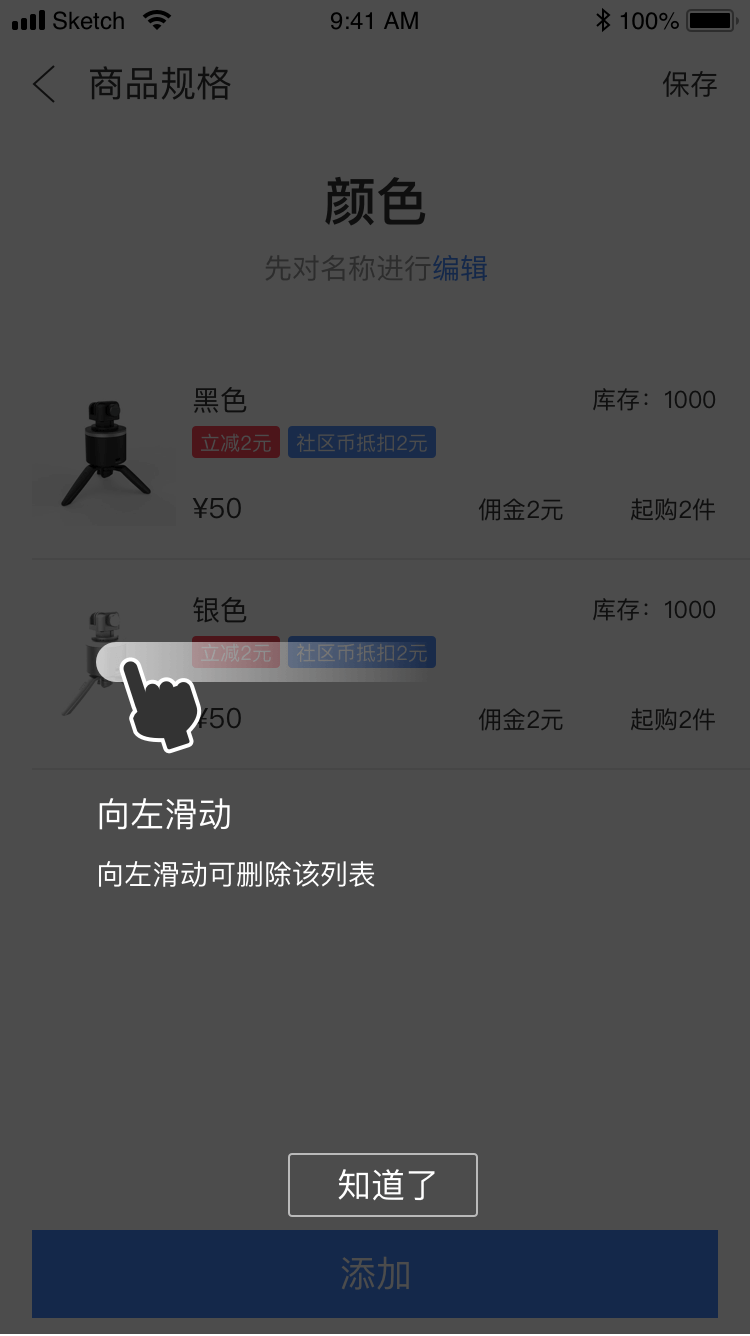 Sketch 9:41 AM 100%
商品规格 保存
颜色
先对名称进行编辑
黑色 库存：1000
立减2元 社区币抵扣2元
¥50 佣金2元 起购2件
银色 库存：1000
立减2元 社区币抵扣2元
¥50 佣金2元 起购2件
向左滑动
向左滑动可删除该列表
知道了
添加